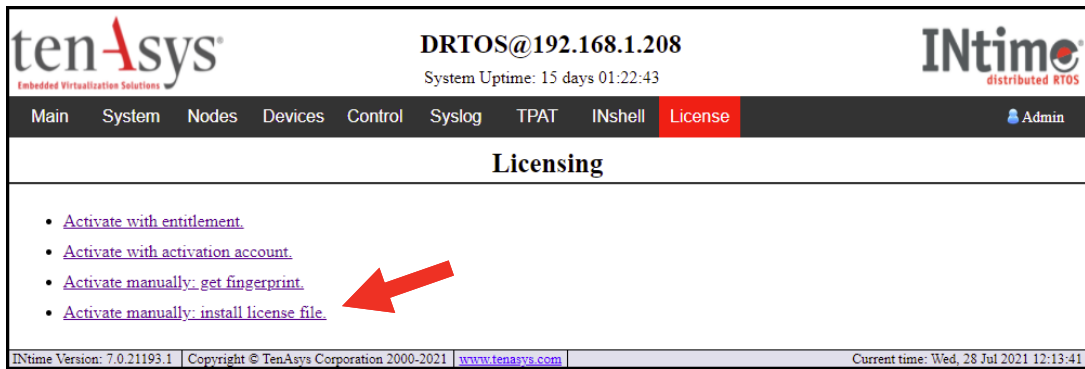 tenAsys
Embedded Virtualization Solutions
DRTOS@192.168.1.208
System Uptime: 15 days 01:22:43
INtime
distributed RTOS
Main System Nodes Devices Control Syslog TPAT INshell License Admin
Licensing
Activate with entitlement.
Activate with activation account.
Activate manually: get fingerprint.
Activate manually: install license file.
INtime Version: 7.0.21193.1 Copyright © TenAsys Corporation 2000-2021 www.tenasys.com Current time: Wed, 28 Jul 2021 12:13:41